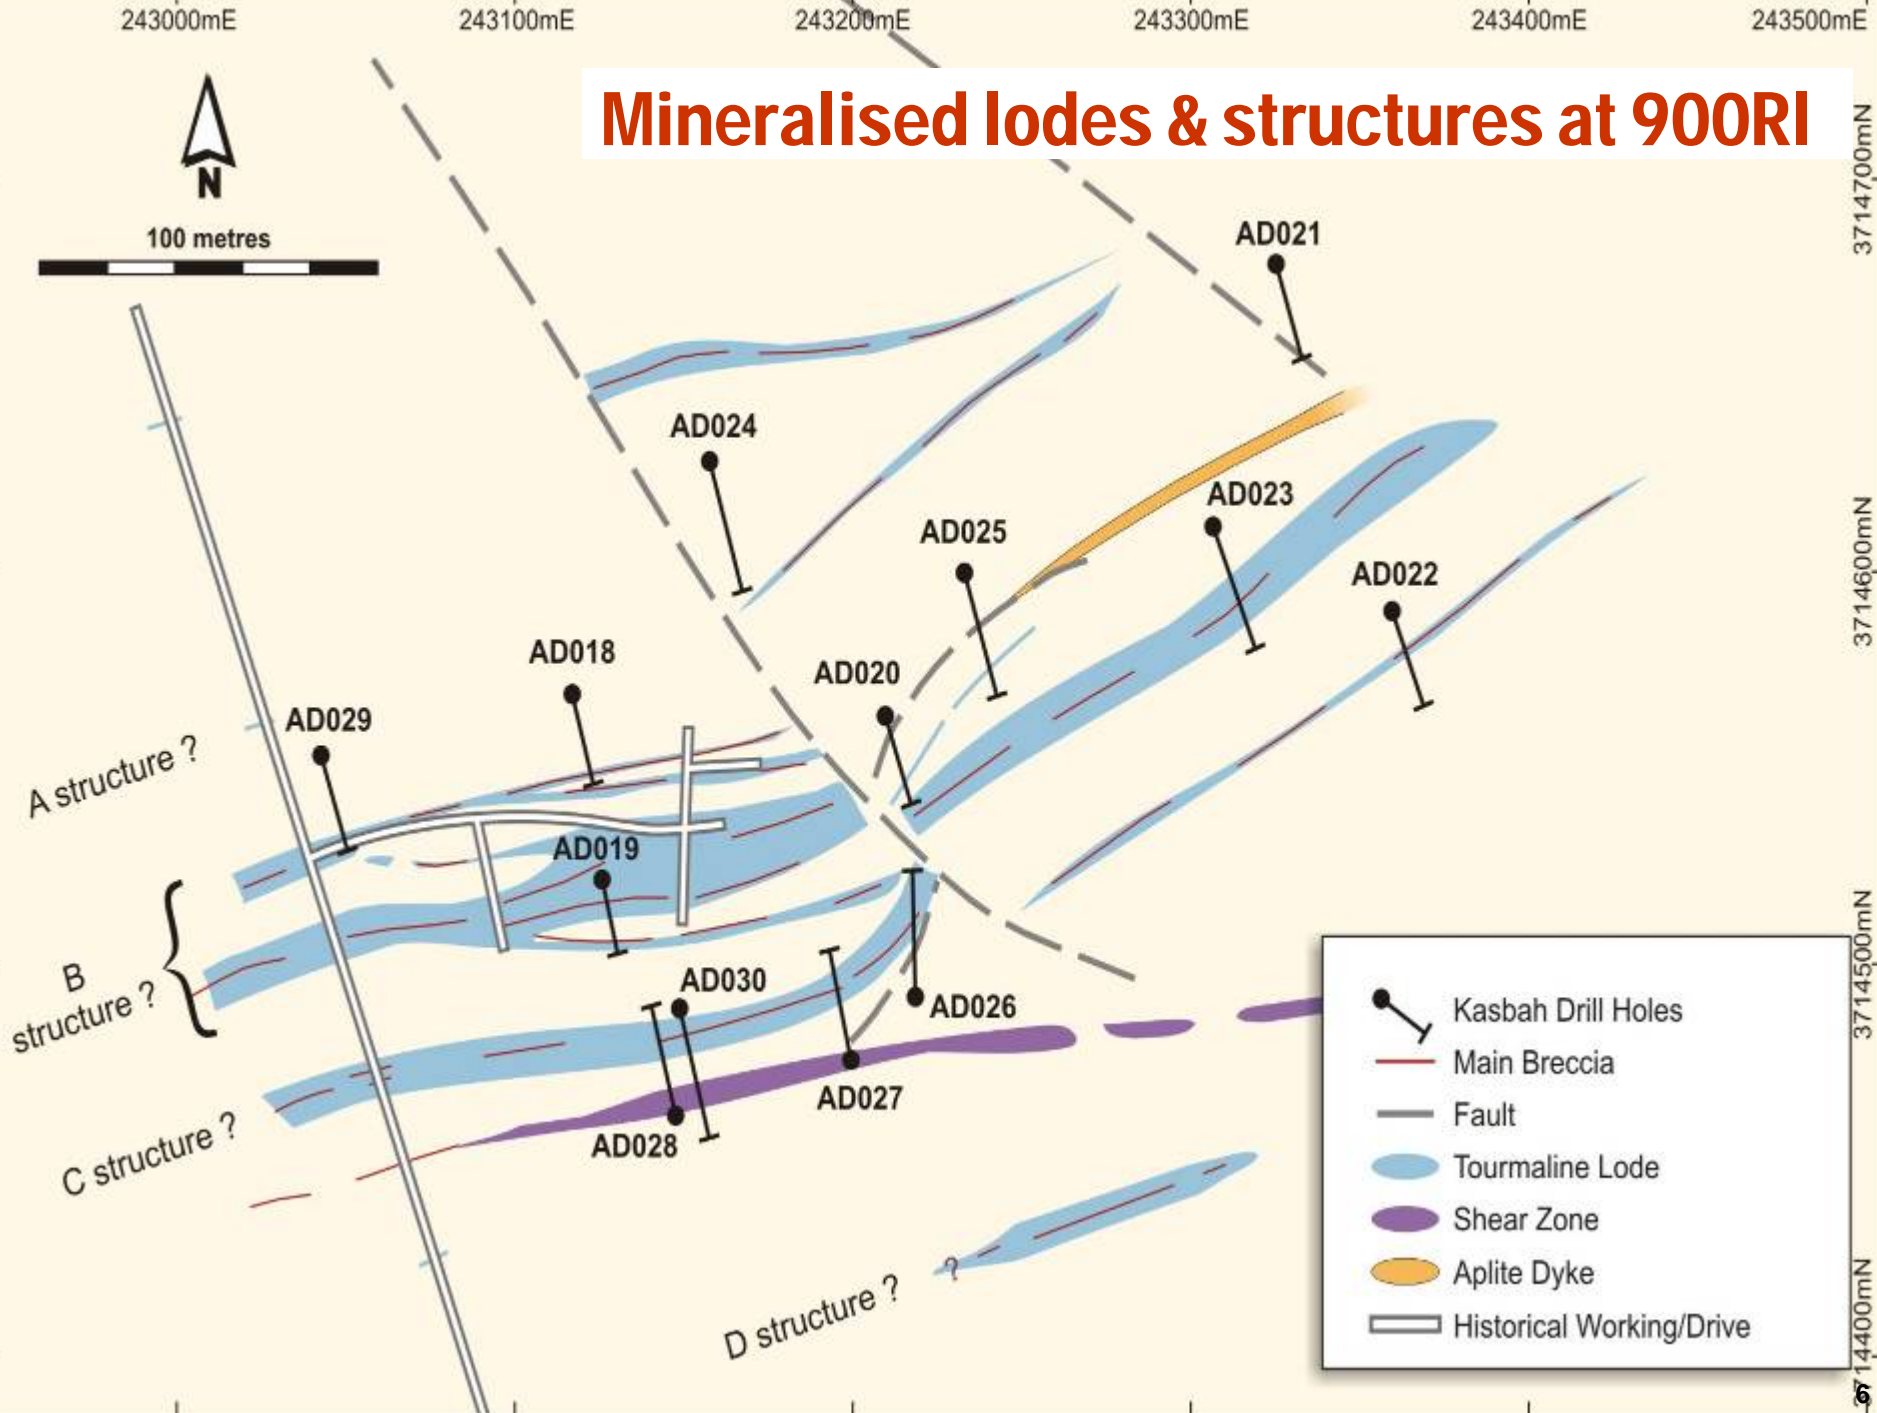 243000mE 243100mE 243200mE 243300mE 243400mE 243500mE
Mineralised lodes & structures at 900Rl
N
100 metres
3714700mN
AD021
AD024
AD023
AD025
AD022
3714600mN
AD018
AD020
AD029
A structure ?
AD019
B
structure ?
AD030
AD026
3714500mN
AD027
AD028
C structure ?
D structure ?
Kasbah Drill Holes
Main Breccia
Fault
Tourmaline Lode
Shear Zone
Aplite Dyke
Historical Working/Drive
?
3714400mN
6